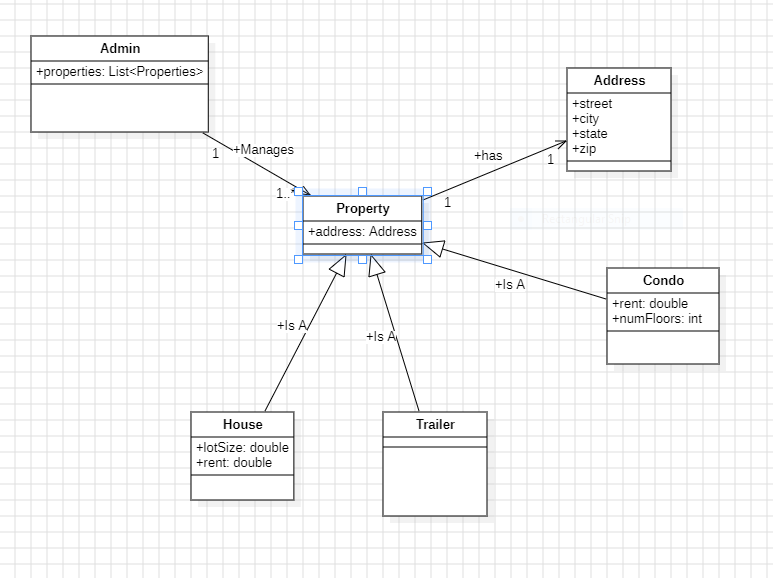 Admin
+properties: List<Properties>
Address
+street
+city
+state
+zip
+Manages
1
1..*
+has
1
1
Property
+address: Address
+Is A
+Is A
+Is A
Condo
+rent: double
+numFloors: int
House
+lotSize: double
+rent: double
Trailer